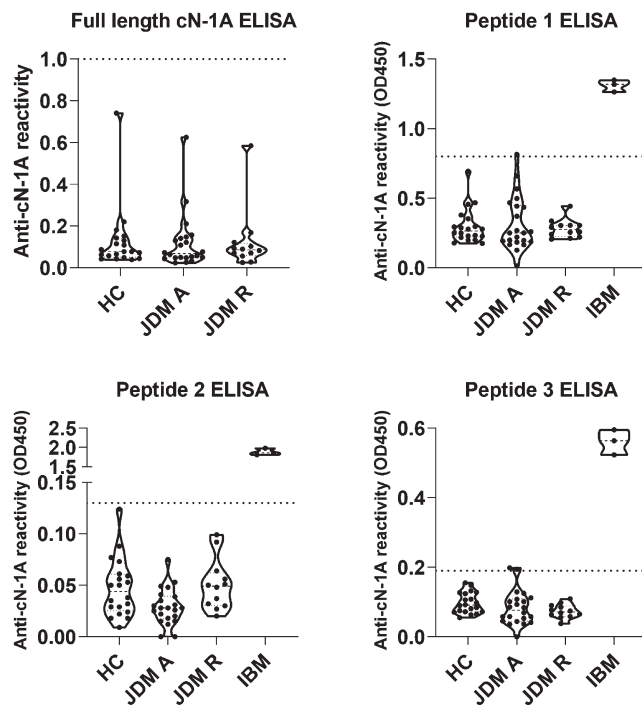 Full length cN-1A ELISA
Anti-cN-1A reactivity
1.0
0.8
0.6
0.4
0.2
0.0
HC
JDM A
JDM R
Peptide 1 ELISA
Anti-cN-1A reactivity (OD450)
1.5
1.0
0.5
0.0
HC
JDM A
JDM R
IBM
Peptide 2 ELISA
Anti-cN-1A reactivity (OD450)
2.5
2.0
1.5
0.15
0.10
0.05
0.00
HC
JDM A
JDM R
IBM
Peptide 3 ELISA
Anti-cN-1A reactivity (OD450)
0.6
0.4
0.2
0.0
HC
JDM A
JDM R
IBM